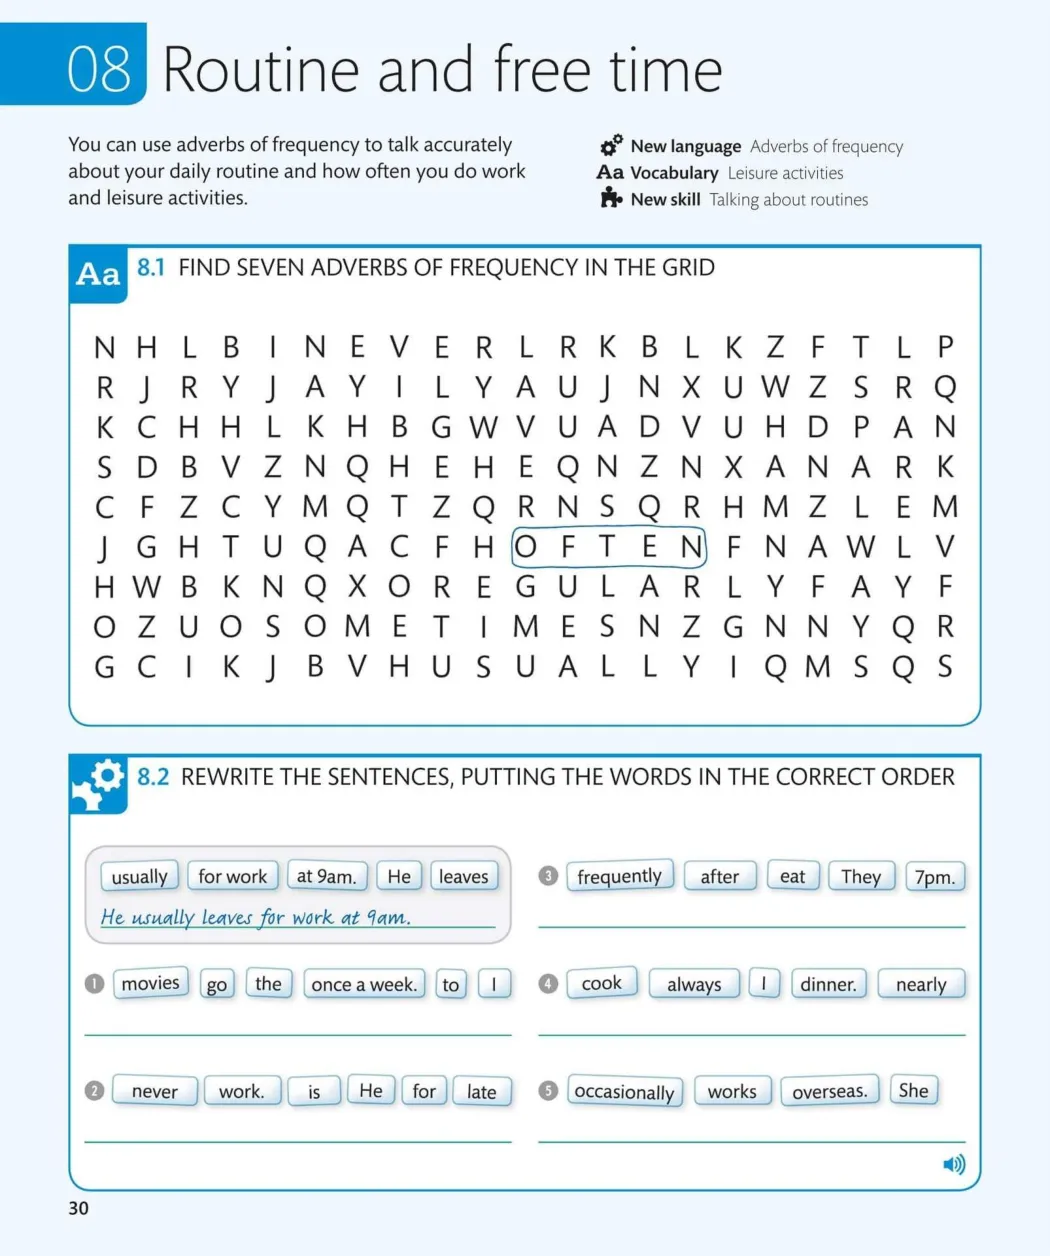 08 Routine and free time
You can use adverbs of frequency to talk accurately
about your daily routine and how often you do work
and leisure activities.
New language Adverbs of frequency
Aa Vocabulary Leisure activities
New skill Talking about routines
Aa 8.1 FIND SEVEN ADVERBS OF FREQUENCY IN THE GRID
N H L B I N E V E R L R K B L K Z F T L P
R J R Y J A Y I L Y A U J N X U W Z S R Q
K C H H L K H B G W V U A D V U H D P A N
S D B V Z N Q H E H E Q N Z N X A N A R K
C F Z C Y M Q T Z Q R N S Q R H M Z L E M
J G H T U Q A C F H O F T E N F N A W L V
H W B K N Q X O R E G U L A R L Y F A Y F
O Z U O S O M E T I M E S N Z G N N Y Q R
G C I K J B V H U S U A L L Y I Q M S Q S
8.2 REWRITE THE SENTENCES, PUTTING THE WORDS IN THE CORRECT ORDER
usually for work at 9am. He leaves
He usually leaves for work at 9am.
1 movies go the once a week. to I
2 never work. is He for late
3 frequently after eat They 7pm.
4 cook always I dinner. nearly
5 occasionally works overseas. She
30